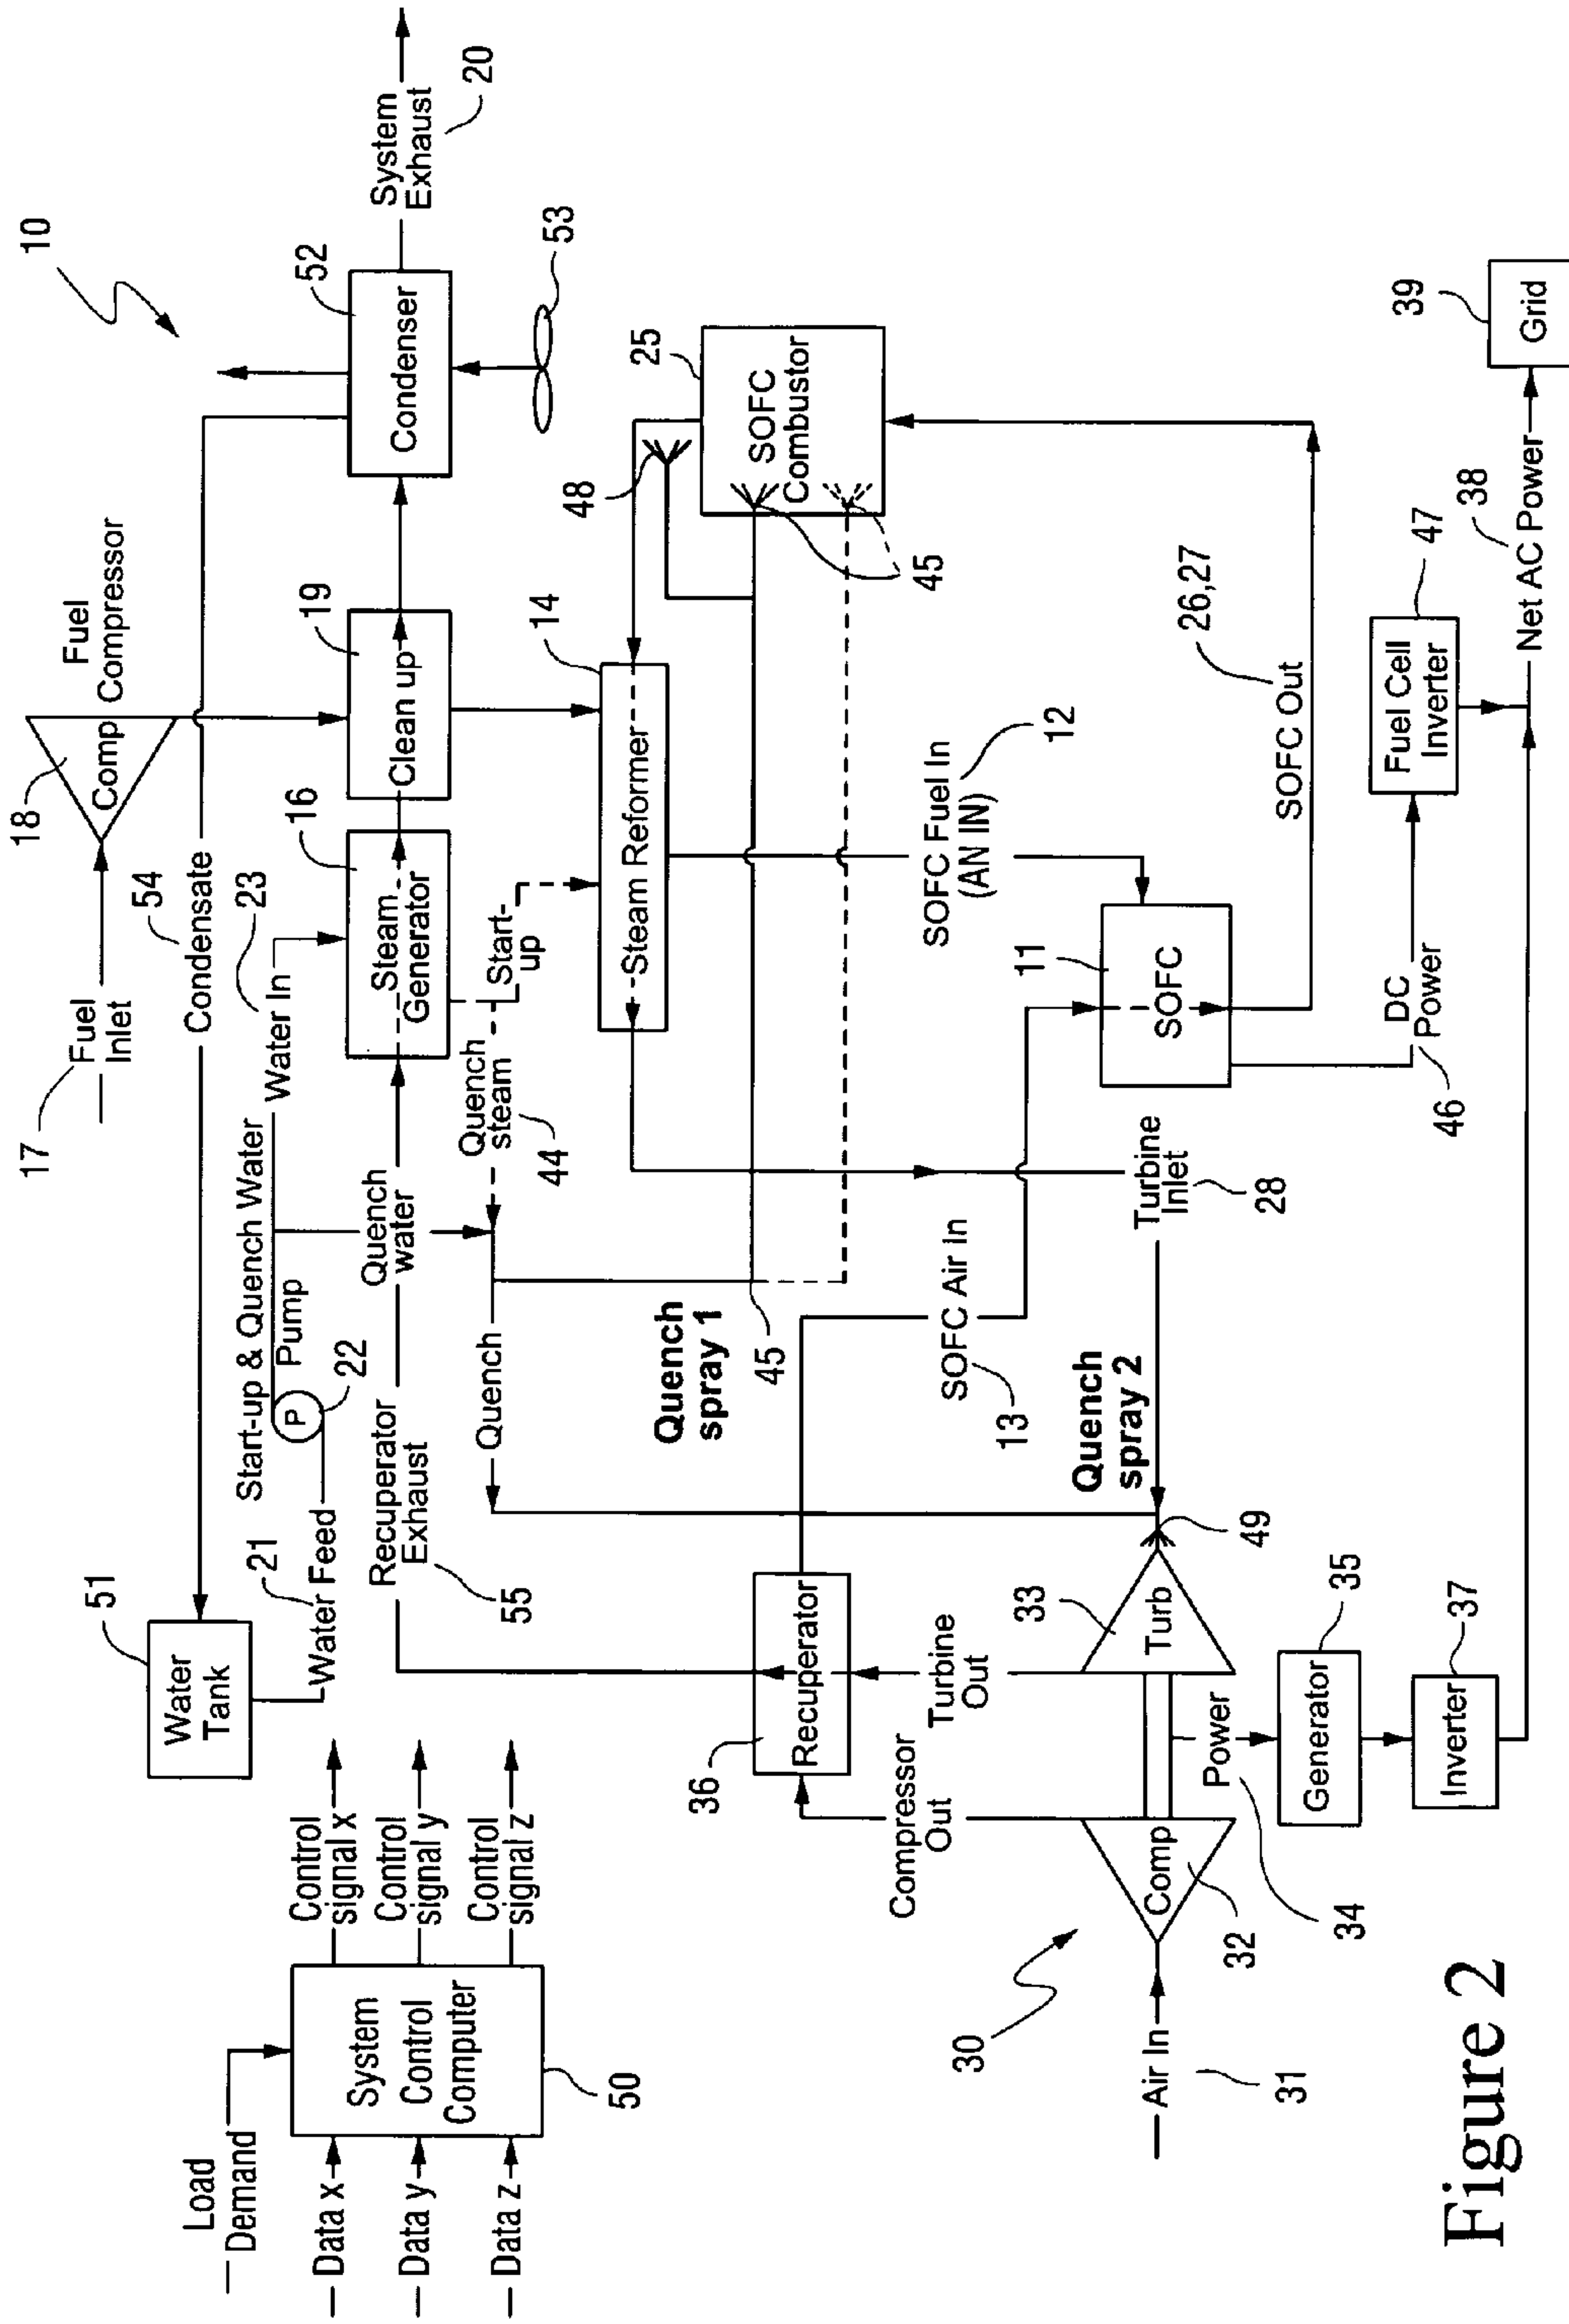 10
17
Fuel
Inlet
18
Comp
Fuel
Compressor
54
Condensate
51
Water
Tank
21
Water Feed
P
22
Start-up & Quench Water
Pump
23
Water In
16
Steam
Generator
19
Clean up
52
Condenser
53
System
Exhaust
20
Load
Demand
Data x
Data y
Data z
System
Control
Computer
50
Control
signal x
Control
signal y
Control
signal z
Recuperator
Exhaust
55
Quench
water
Quench
steam
44
Start-
up
Quench
14
Steam Reformer
48
25
SOFC
Combustor
45
Quench
spray 1
45
36
Recuperator
Compressor
Out
Turbine
Out
SOFC Air In
13
SOFC Fuel In
(AN IN)
12
11
SOFC
26,27
SOFC Out
Turbine
Inlet
28
Quench
spray 2
49
30
Air In
31
Comp
32
33
Turb
Power
34
35
Generator
37
Inverter
DC
Power
46
Fuel Cell
Inverter
47
38
Net AC Power
39
Grid
Figure 2